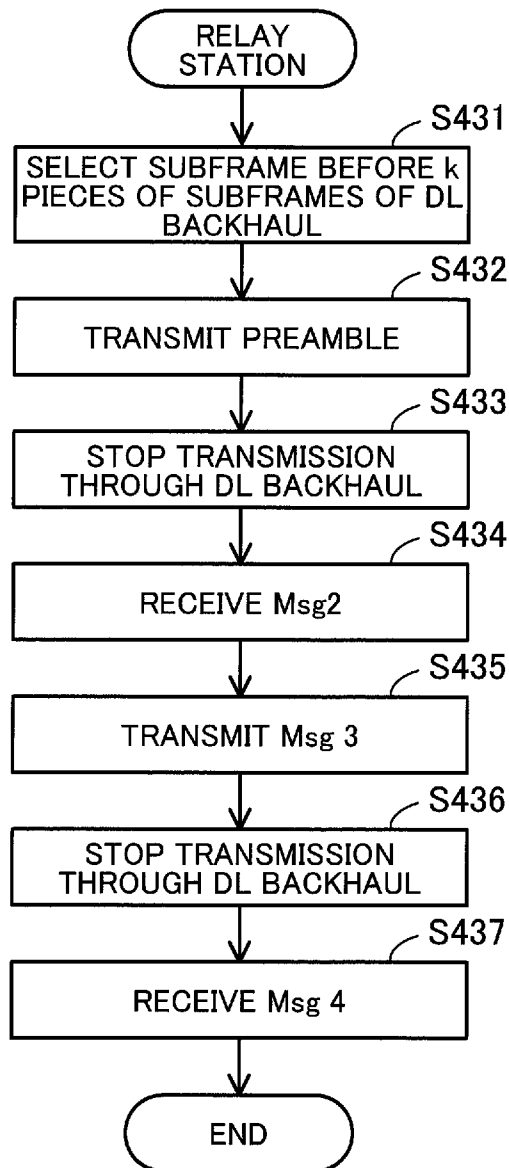 RELAY
STATION
S431
SELECT SUBFRAME BEFORE k
PIECES OF SUBFRAMES OF DL
BACKHAUL
S432
TRANSMIT PREAMBLE
S433
STOP TRANSMISSION
THROUGH DL BACKHAUL
S434
RECEIVE Msg2
S435
TRANSMIT Msg 3
S436
STOP TRANSMISSION
THROUGH DL BACKHAUL
S437
RECEIVE Msg 4
END